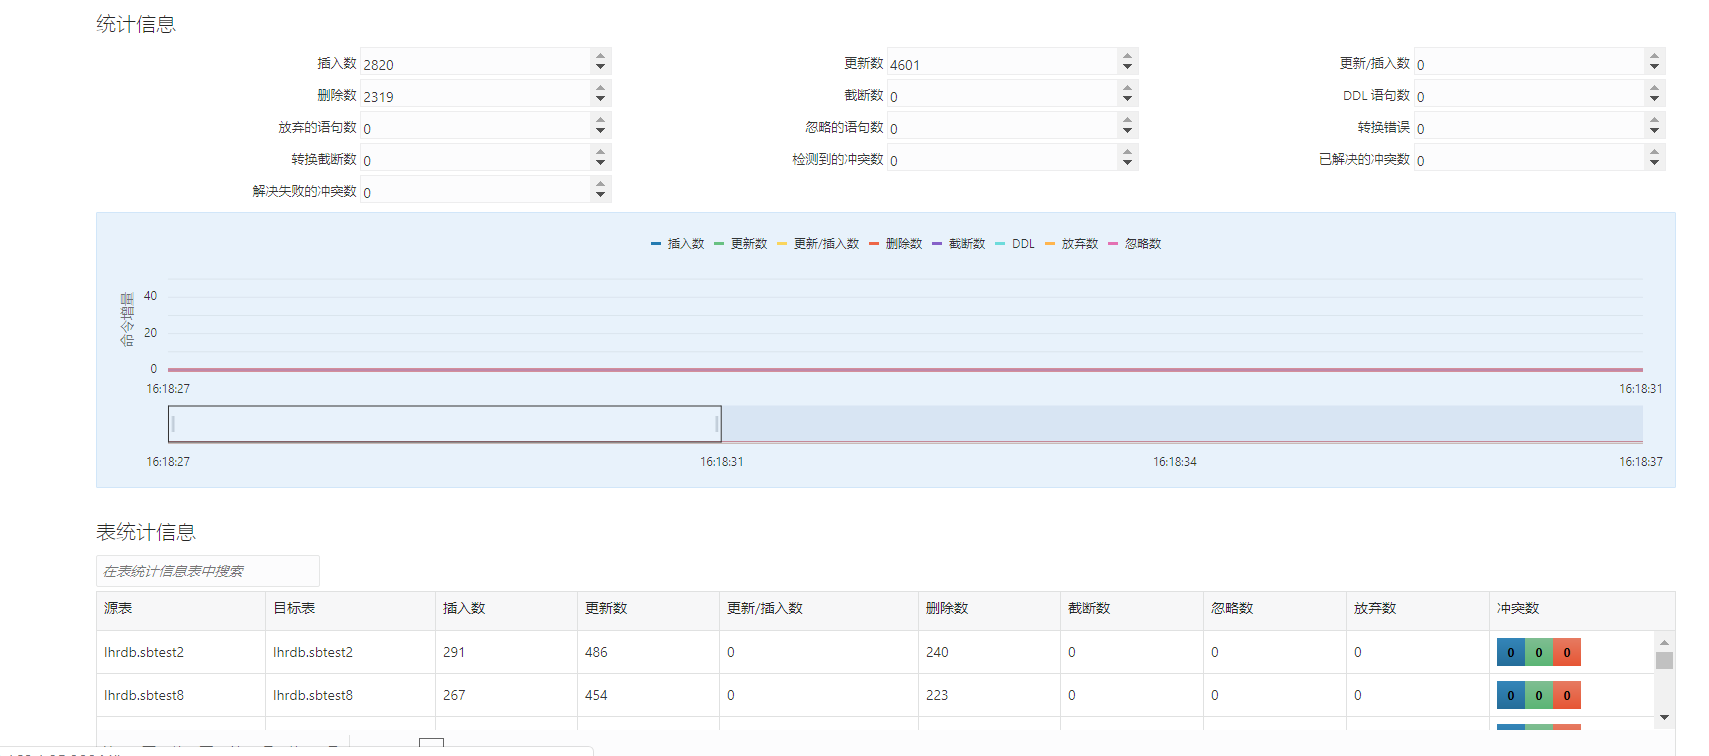 统计信息
插入数 2820 更新数 4601 更新/插入数 0
删除数 2319 截断数 0 DDL 语句数 0
放弃的语句数 0 忽略的语句数 0 转换错误 0
转换截断数 0 检测到的冲突数 0 已解决的冲突数 0
解决失败的冲突数 0
插入数 更新数 更新/插入数 删除数 截断数 DDL 放弃数 忽略数
命令增量
40
20
0
16:18:27 16:18:31
16:18:27 16:18:31 16:18:34 16:18:37
表统计信息
在表统计信息表中搜索
源表 目标表 插入数 更新数 更新/插入数 删除数 截断数 忽略数 放弃数 冲突数
lhrdb.sbtest2 lhrdb.sbtest2 291 486 0 240 0 0 0 0 0 0
lhrdb.sbtest8 lhrdb.sbtest8 267 454 0 223 0 0 0 0 0 0